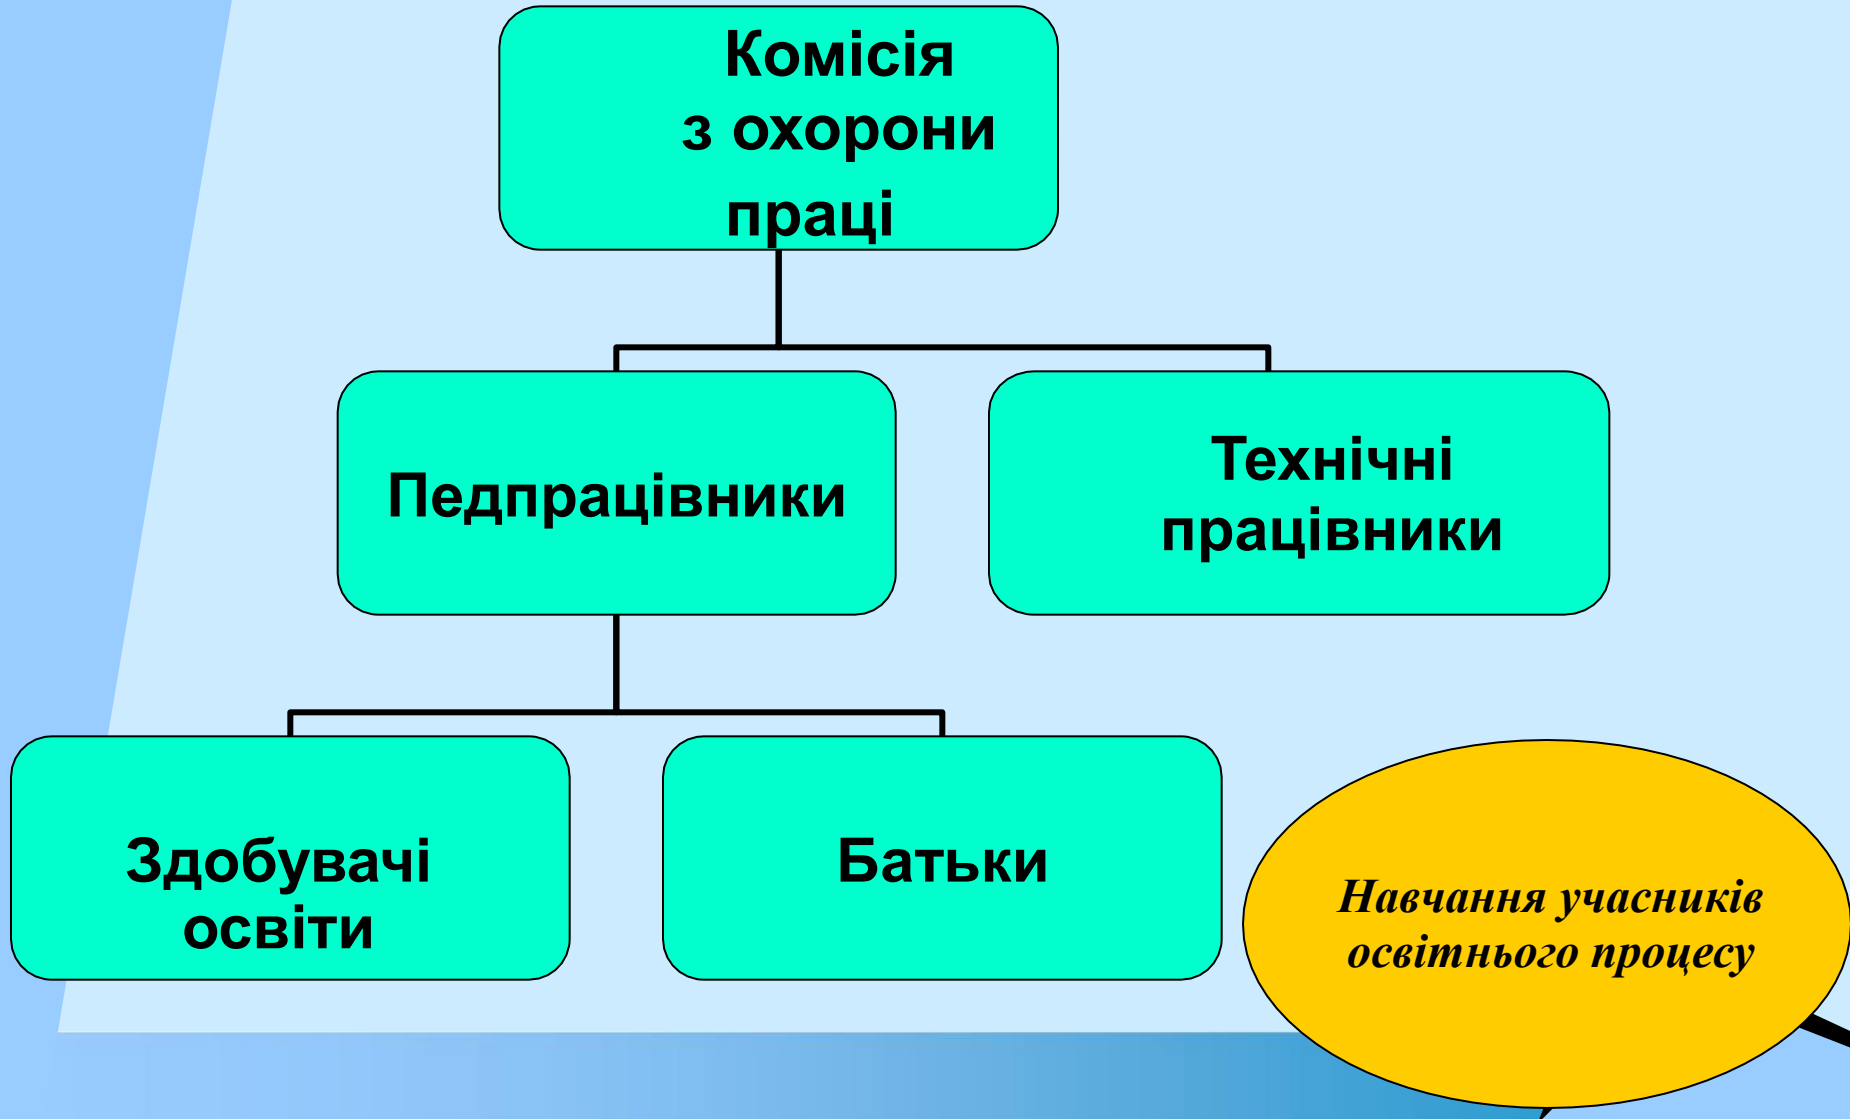 Комісія
з охорони
праці
Педпрацівники
Технічні
працівники
Здобувачі
освіти
Батьки
Навчання учасників
освітнього процесу